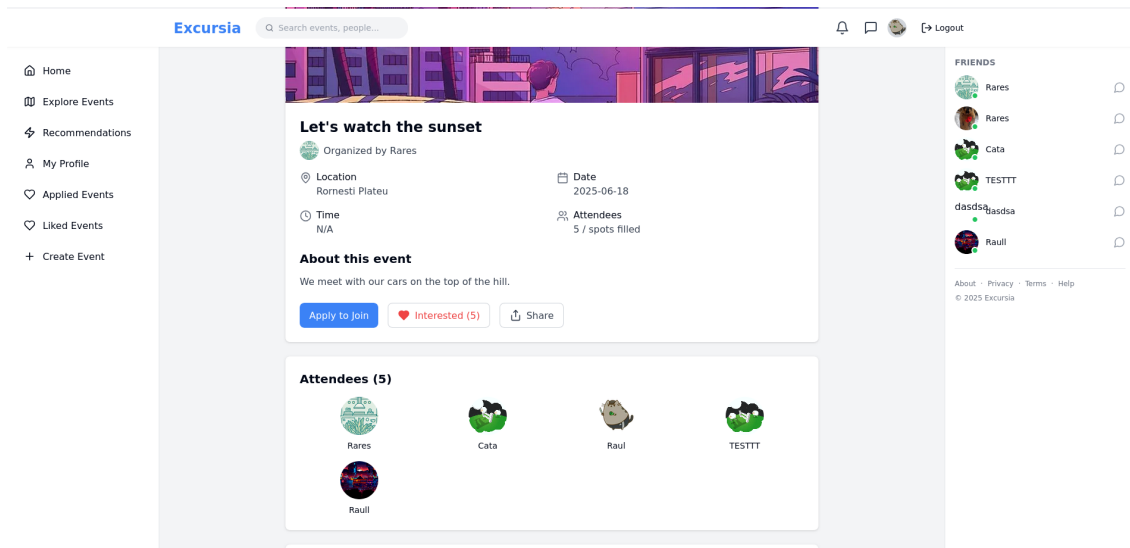 Excursia
Search events, people...
Logout
Home
Explore Events
Recommendations
My Profile
Applied Events
Liked Events
Create Event
Let's watch the sunset
Organized by Rares
Location
Rornesti Plateu
Date
2025-06-18
Time
N/A
Attendees
5 / spots filled
About this event
We meet with our cars on the top of the hill.
Apply to Join
Interested (5)
Share
Attendees (5)
Rares
Cata
Raul
TESTTT
Raull
FRIENDS
Rares
Rares
Cata
TESTTT
dasdsa
dasdsa
Raull
About · Privacy · Terms · Help
© 2025 Excursia